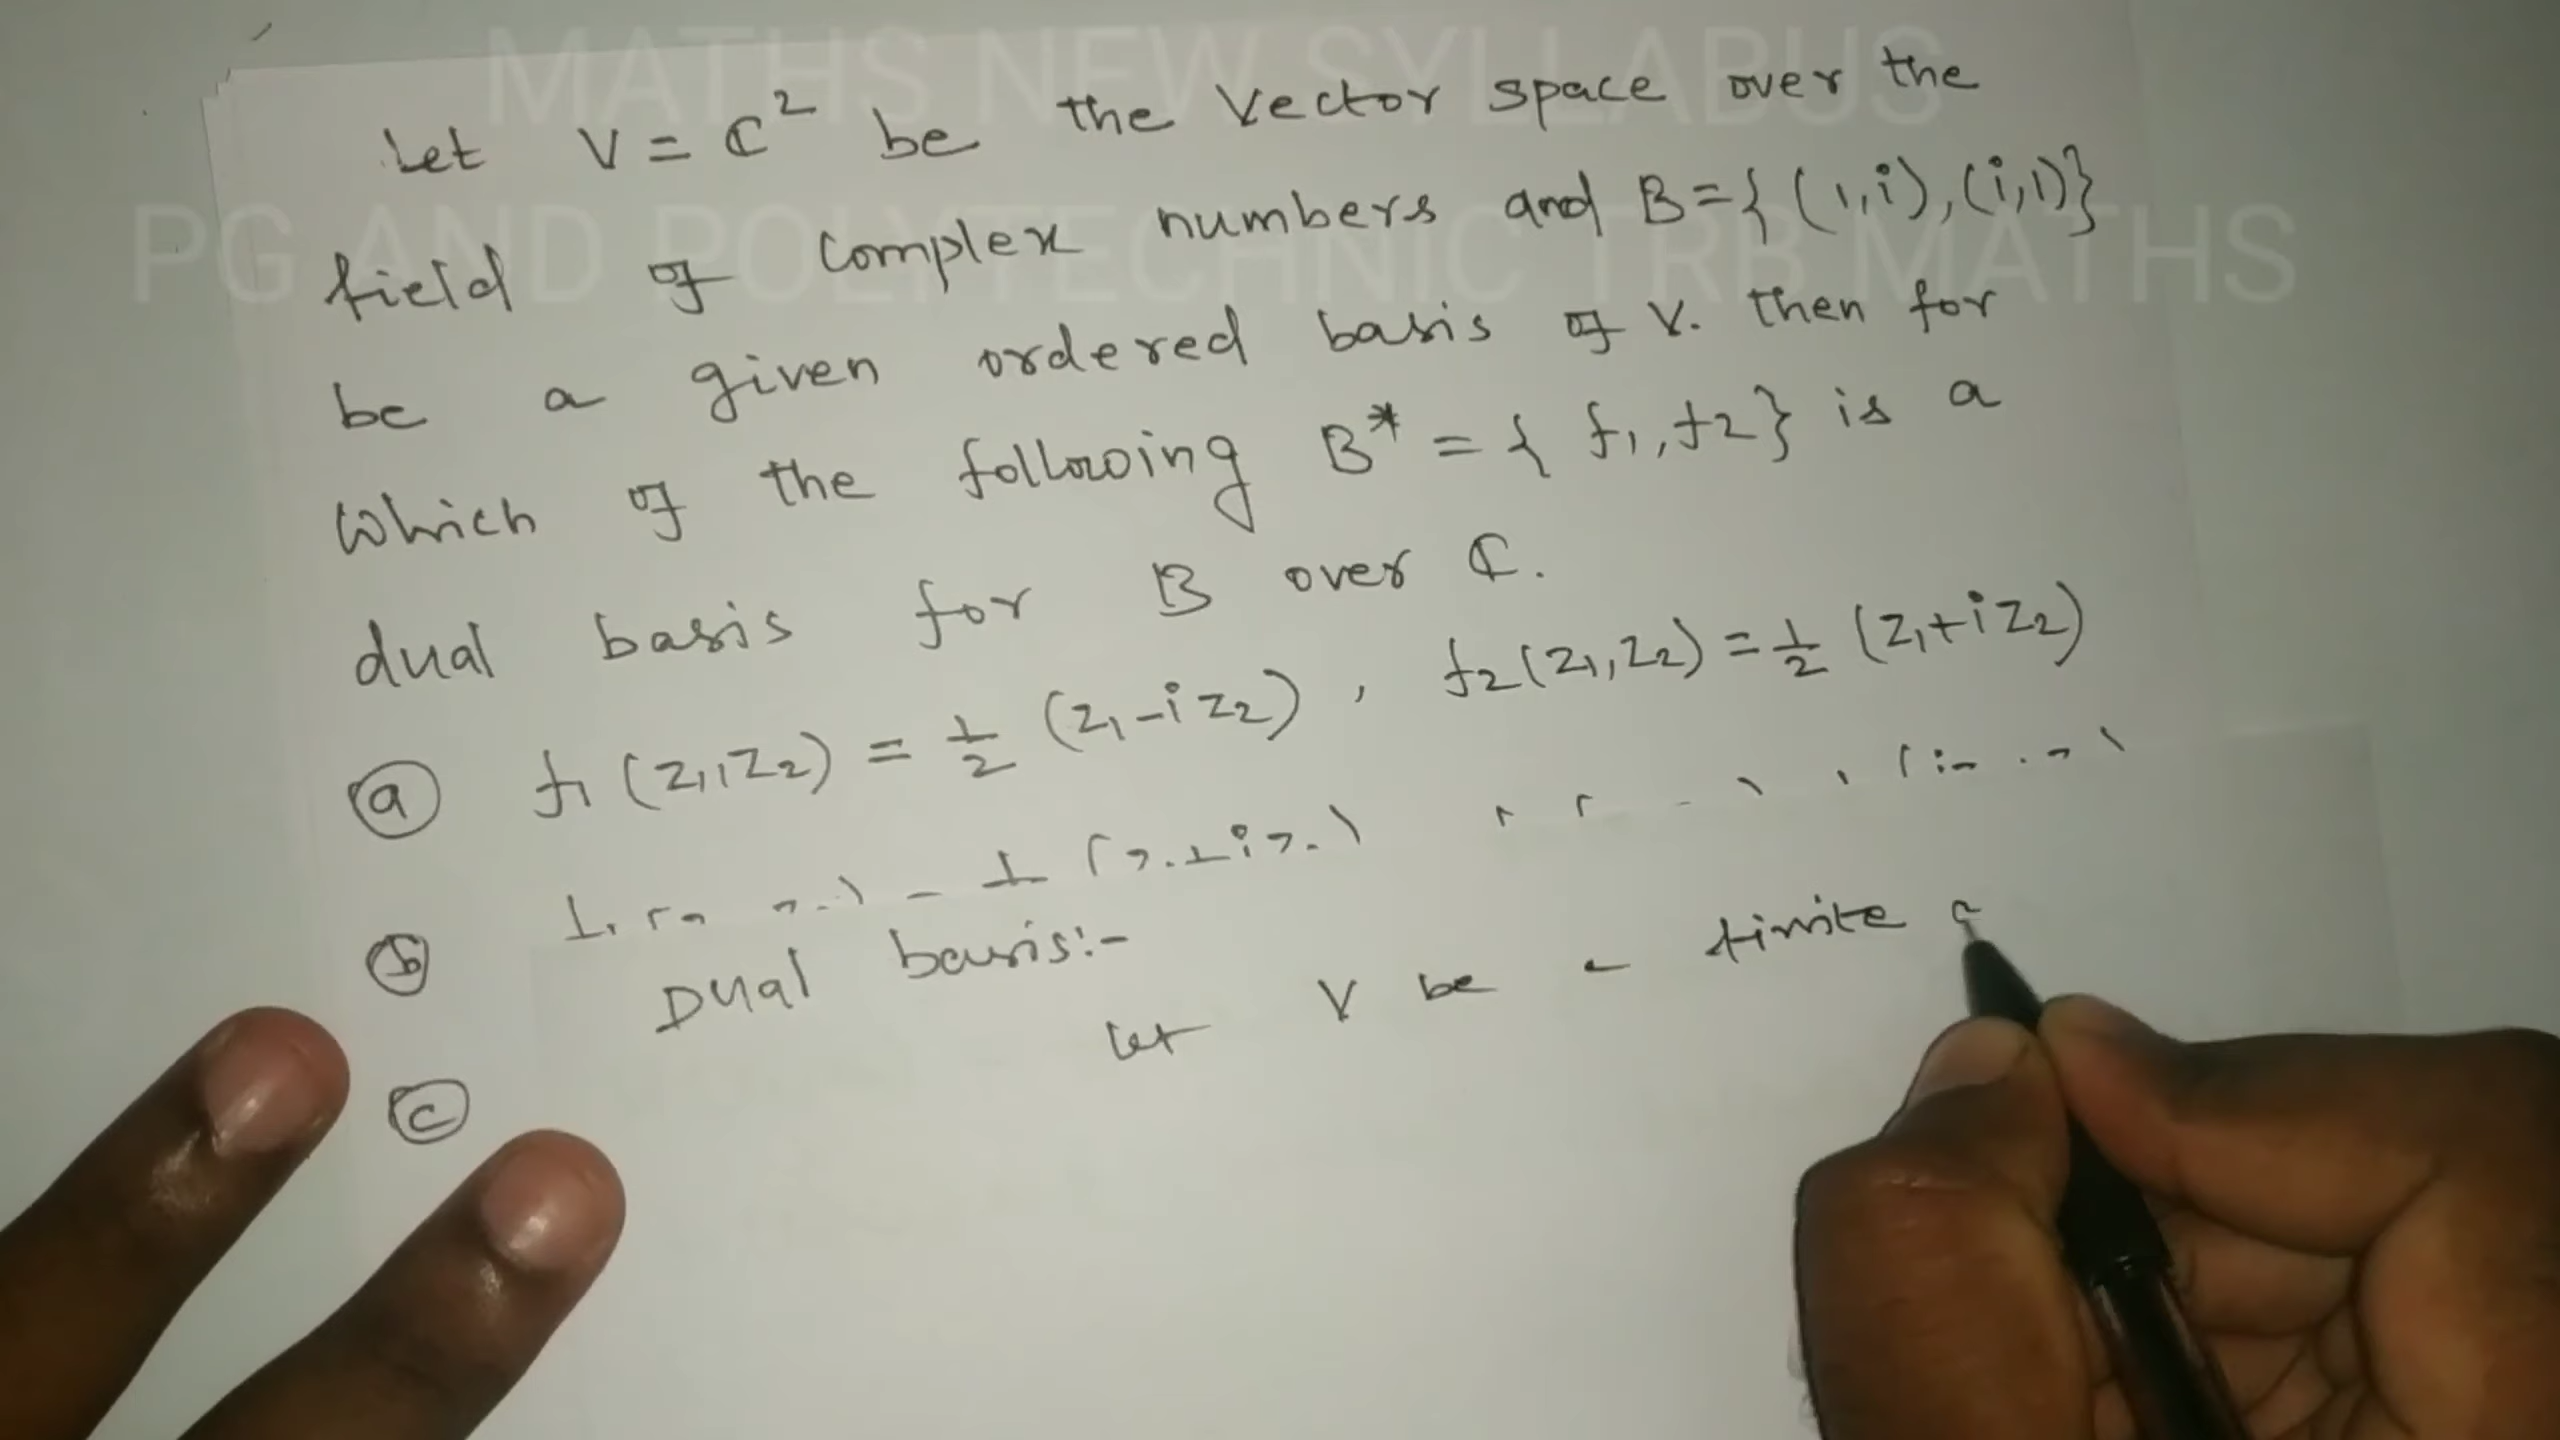 MATHS NEW SYLLABUS
PG AND POLYTECHNIC TRB MATHS
Let V = ℂ² be the Vector space over the
field of complex numbers and B={(1,i),(i,1)}
be a given ordered basis of V. then for
which of the following B* = { f1, f2} is a
dual basis for B over ℂ.
(a) f1 (z1,z2) = 1/2 (z1-iz2), f2(z1,z2) = 1/2 (z1+iz2)
(b)
Dual basis:-
Let V be a finite
(c)